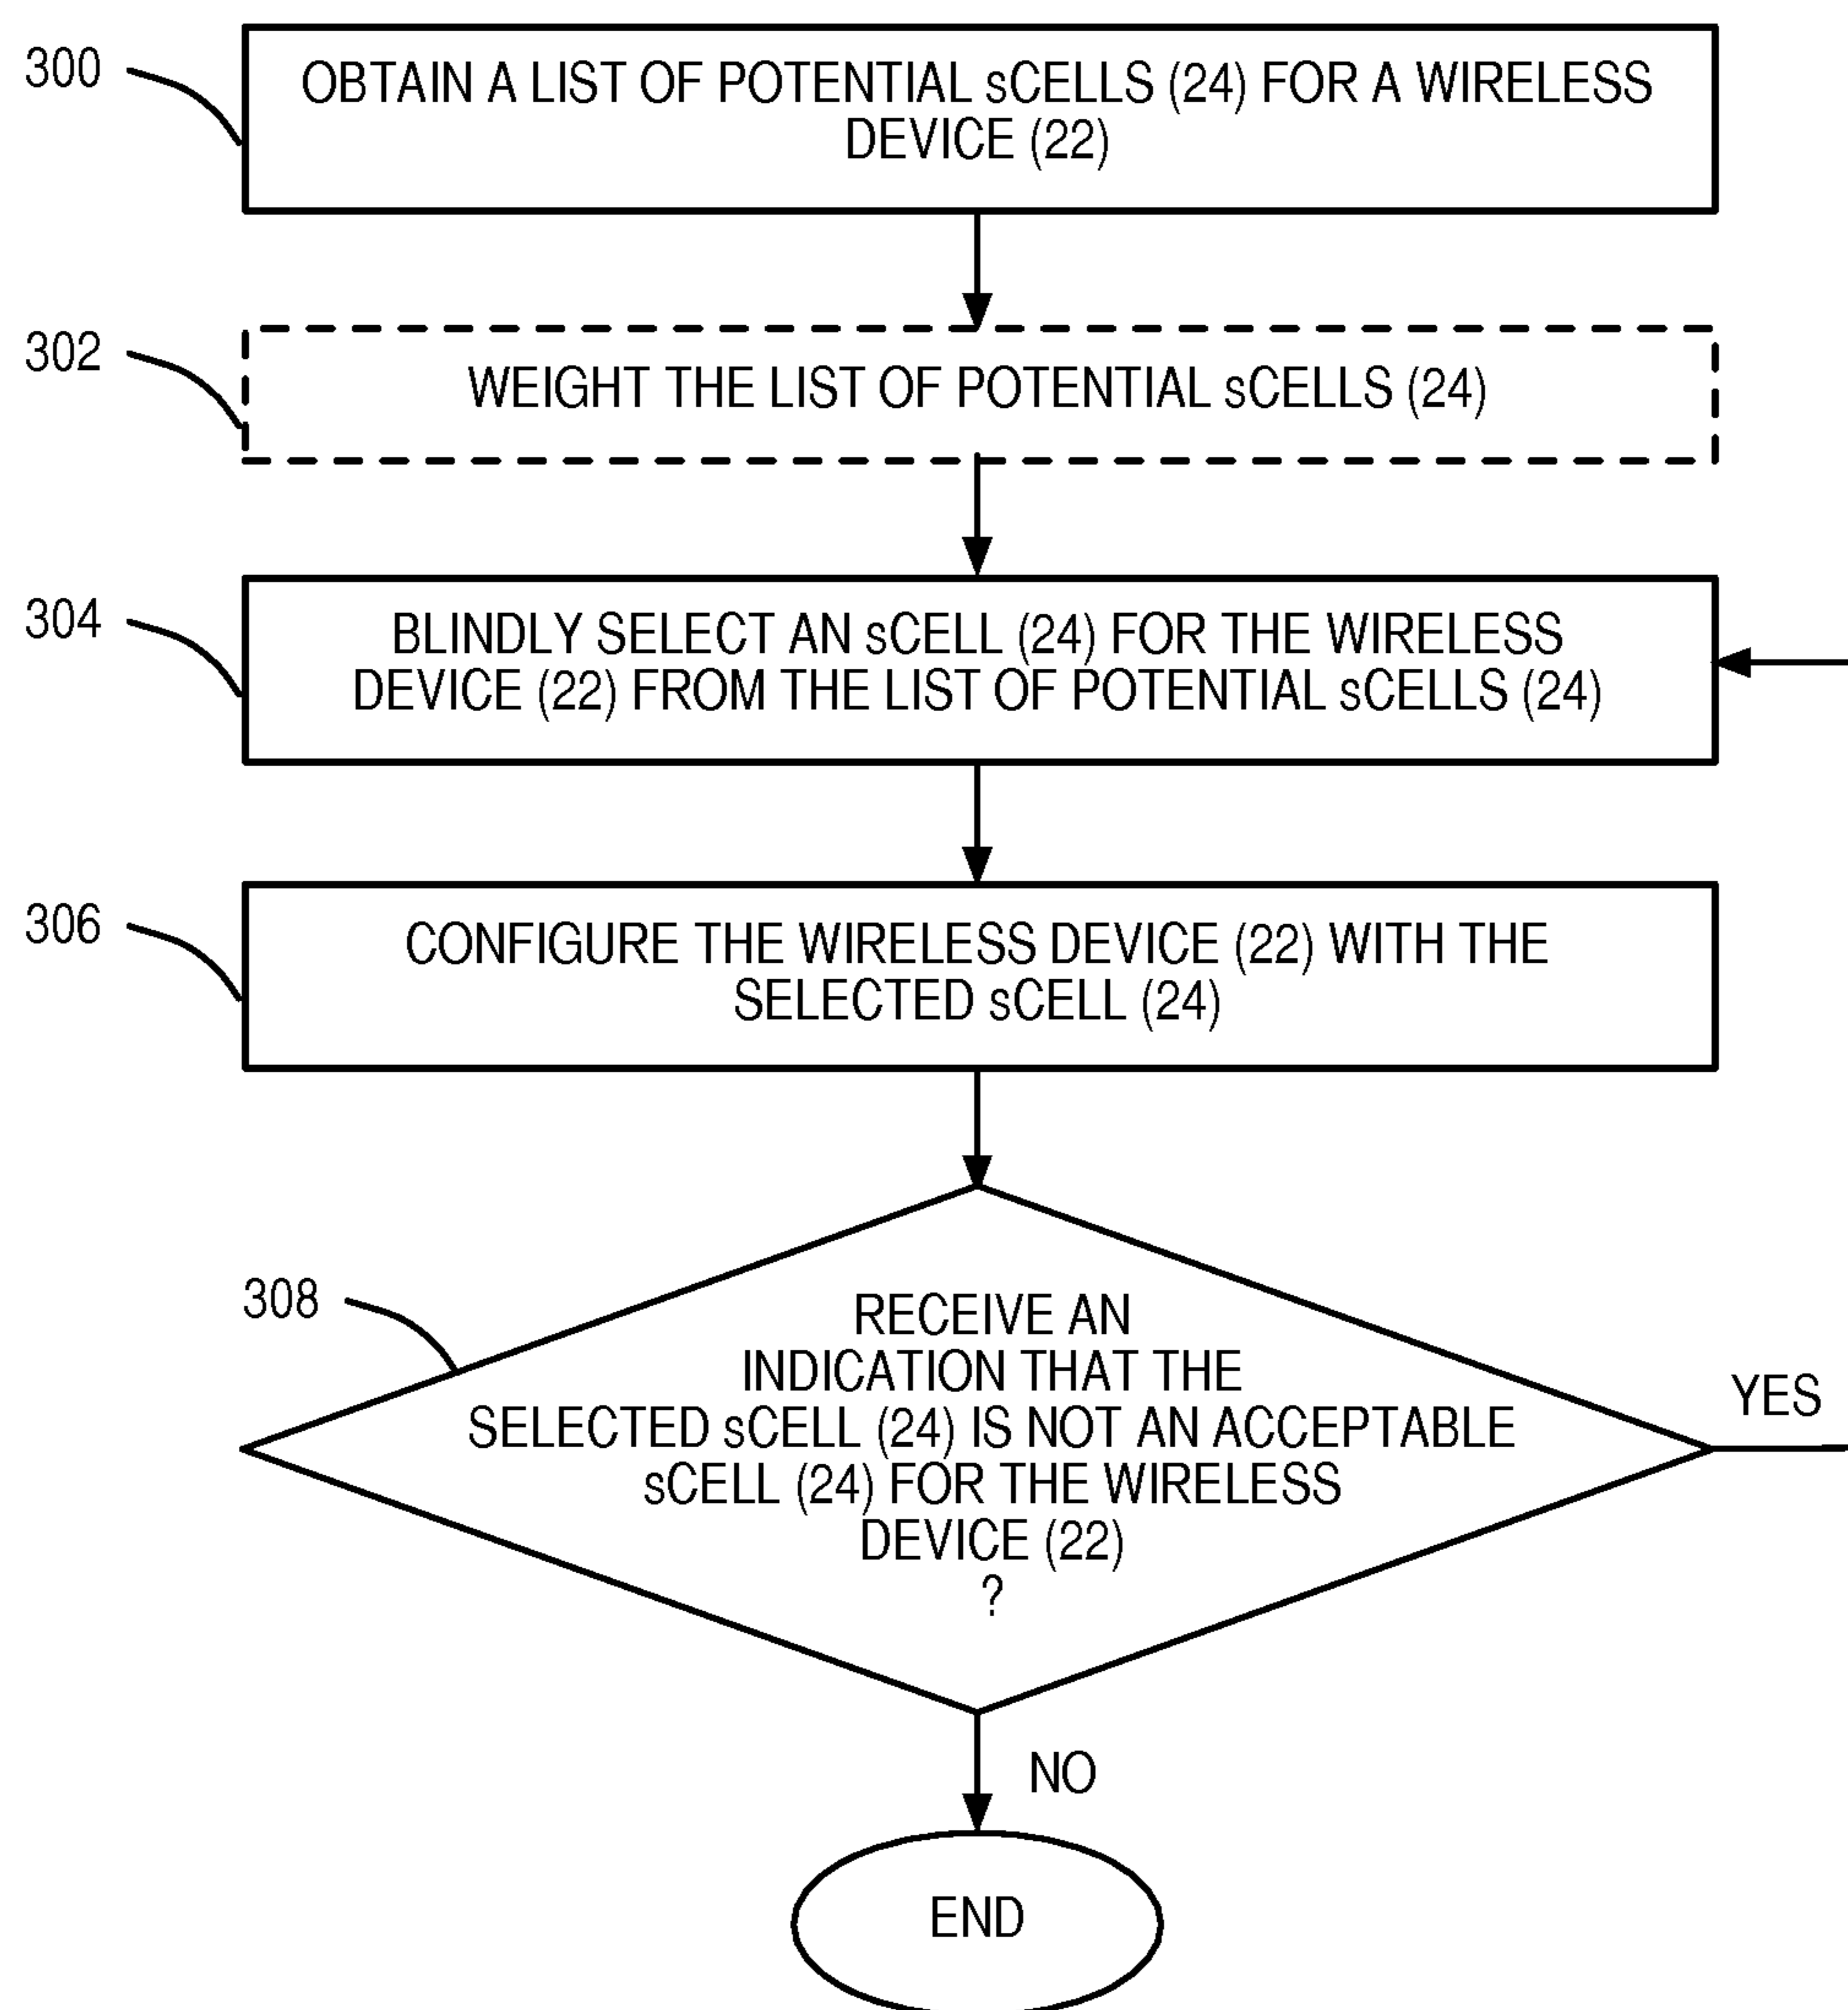 300
OBTAIN A LIST OF POTENTIAL sCELLS (24) FOR A WIRELESS
DEVICE (22)
302
WEIGHT THE LIST OF POTENTIAL sCELLS (24)
304
BLINDLY SELECT AN sCELL (24) FOR THE WIRELESS
DEVICE (22) FROM THE LIST OF POTENTIAL sCELLS (24)
306
CONFIGURE THE WIRELESS DEVICE (22) WITH THE
SELECTED sCELL (24)
308
RECEIVE AN
INDICATION THAT THE
SELECTED sCELL (24) IS NOT AN ACCEPTABLE
sCELL (24) FOR THE WIRELESS
DEVICE (22)
?
YES
NO
END